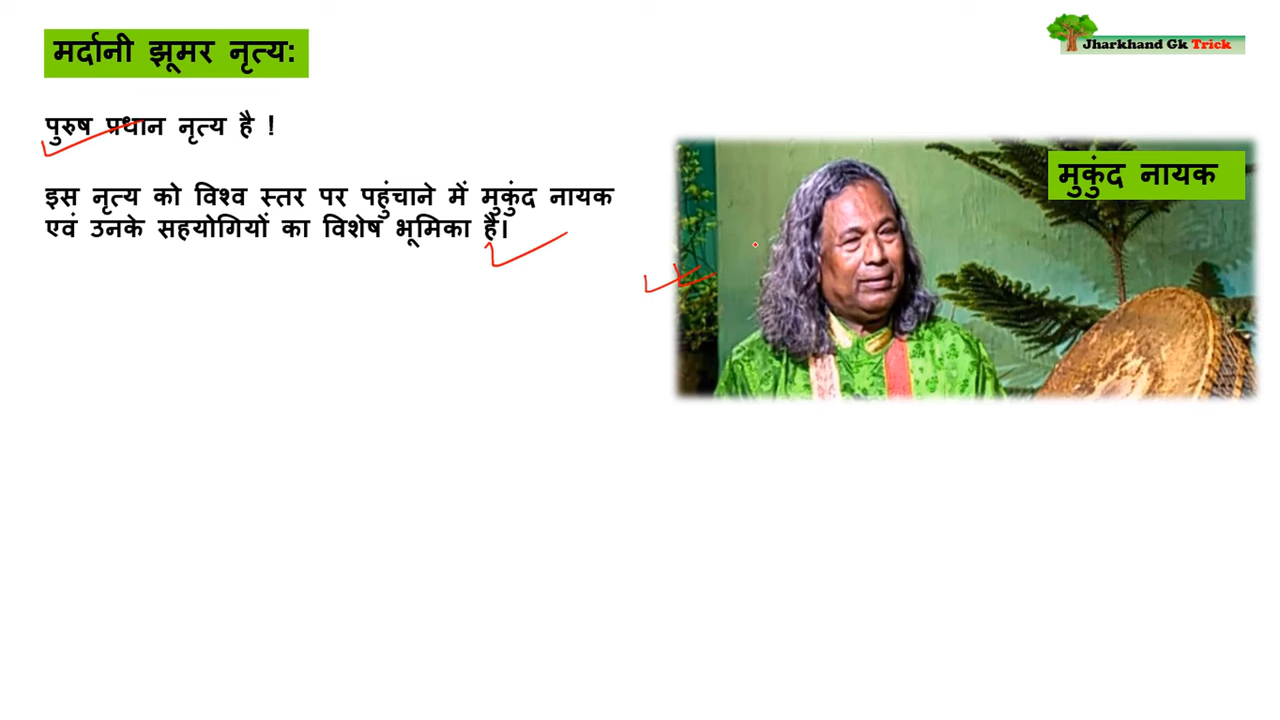 मर्दानी झूमर नृत्य:
Jharkhand Gk Trick
पुरुष प्रधान नृत्य है !
इस नृत्य को विश्व स्तर पर पहुंचाने में मुकुंद नायक
एवं उनके सहयोगियों का विशेष भूमिका है।
मुकुंद नायक